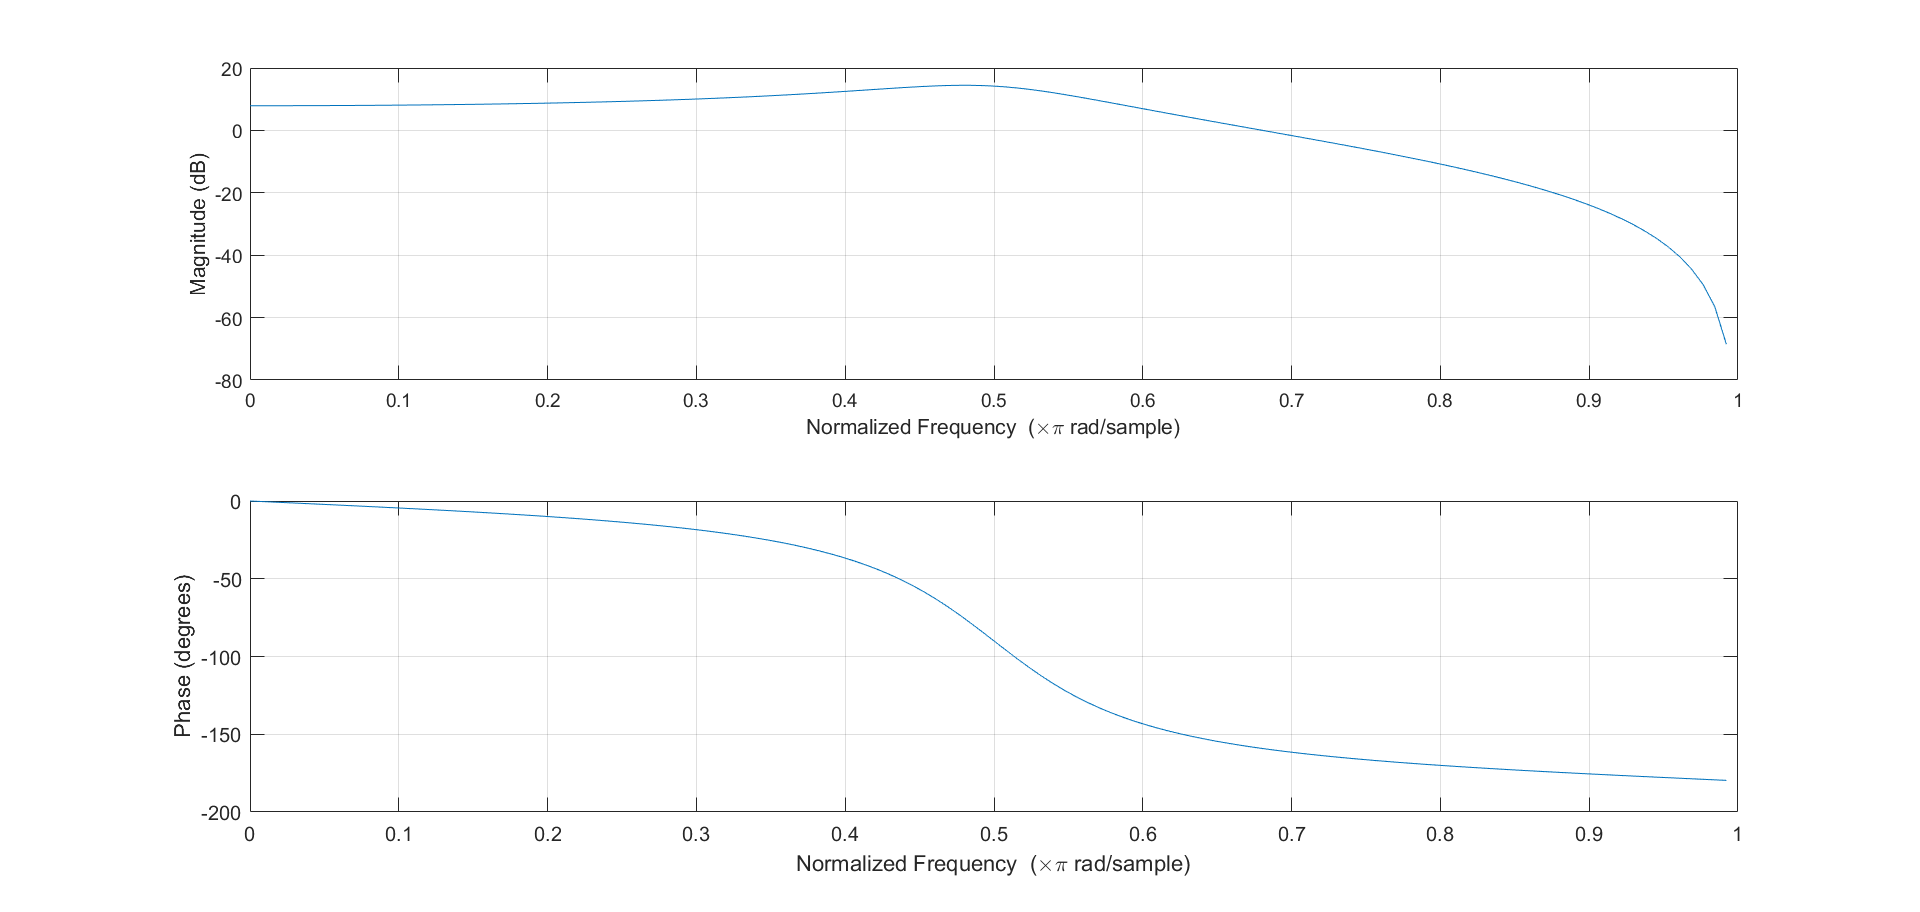 20
0
-20
-40
-60
-80
Magnitude (dB)
0 0.1 0.2 0.3 0.4 0.5 0.6 0.7 0.8 0.9 1
Normalized Frequency (×π rad/sample)
0
-50
-100
-150
-200
Phase (degrees)
0 0.1 0.2 0.3 0.4 0.5 0.6 0.7 0.8 0.9 1
Normalized Frequency (×π rad/sample)